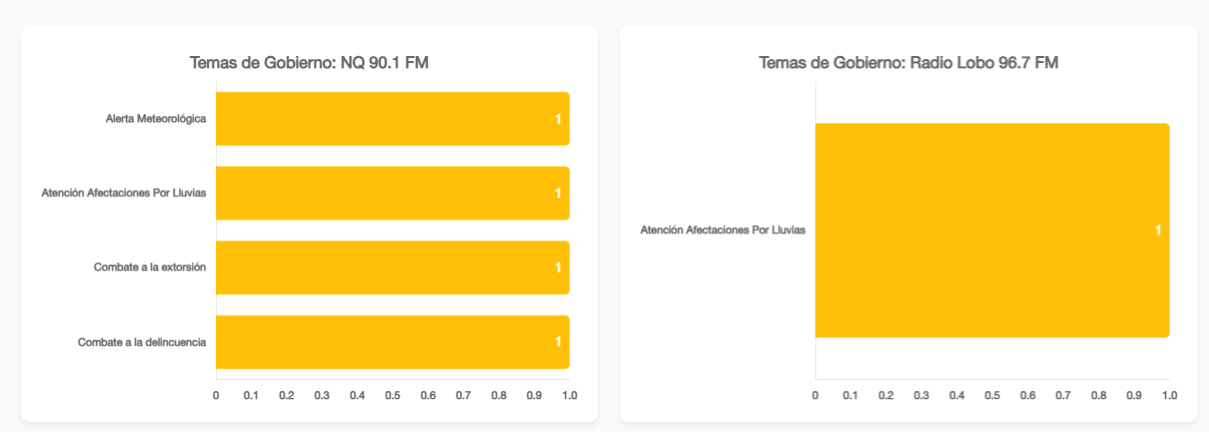 Temas de Gobierno: NQ 90.1 FM
Alerta Meteorológica
1
Atención Afectaciones Por Lluvias
1
Combate a la extorsión
1
Combate a la delincuencia
1
0 0.1 0.2 0.3 0.4 0.5 0.6 0.7 0.8 0.9 1.0
Temas de Gobierno: Radio Lobo 96.7 FM
Atención Afectaciones Por Lluvias
1
0 0.1 0.2 0.3 0.4 0.5 0.6 0.7 0.8 0.9 1.0